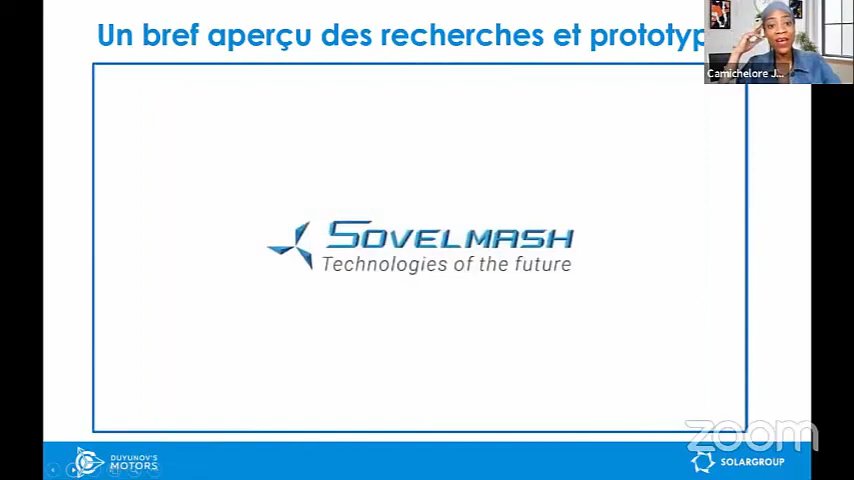 Un bref aperçu des recherches et prototyp
Camichelore J...
SOVELMASH
Technologies of the future
zoom
DUYUNOV'S
MOTORS
SOLARGROUP